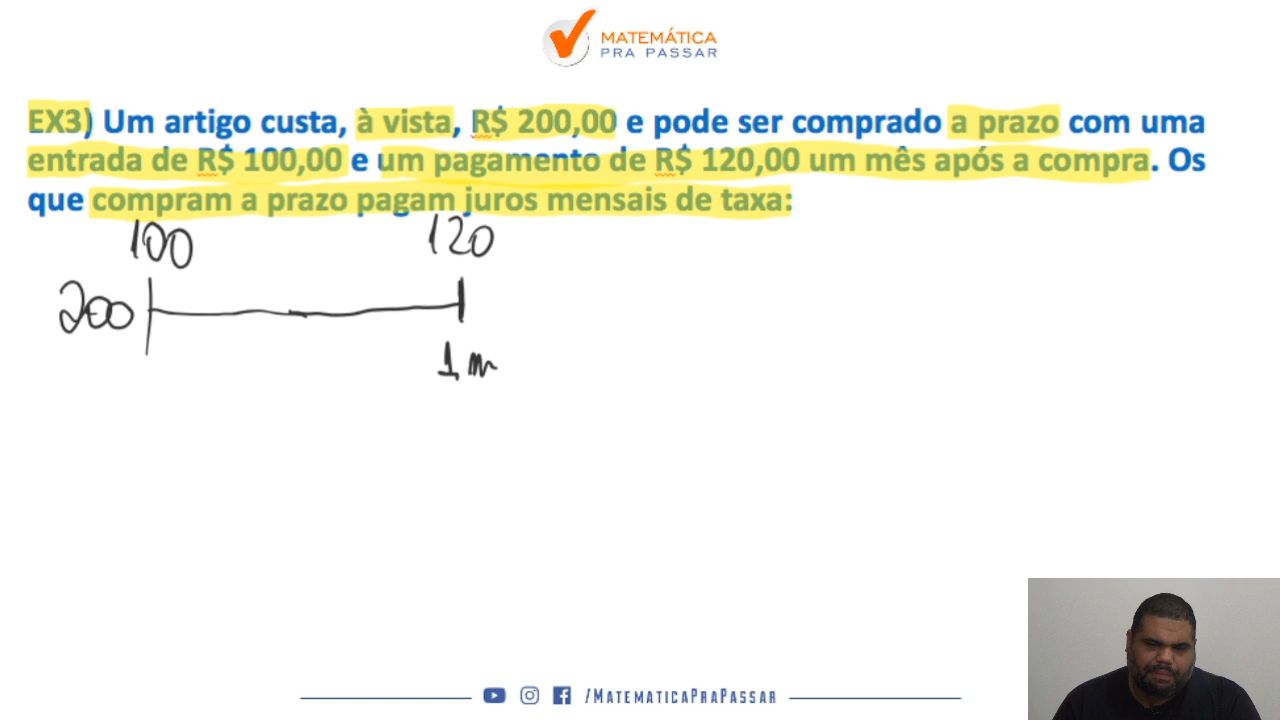 MATEMÁTICA
PRA PASSAR
EX3) Um artigo custa, à vista, R$ 200,00 e pode ser comprado a prazo com uma
entrada de R$ 100,00 e um pagamento de R$ 120,00 um mês após a compra. Os
que compram a prazo pagam juros mensais de taxa:
100 120
200
1 m
/MATEMATICAPRAPASSAR